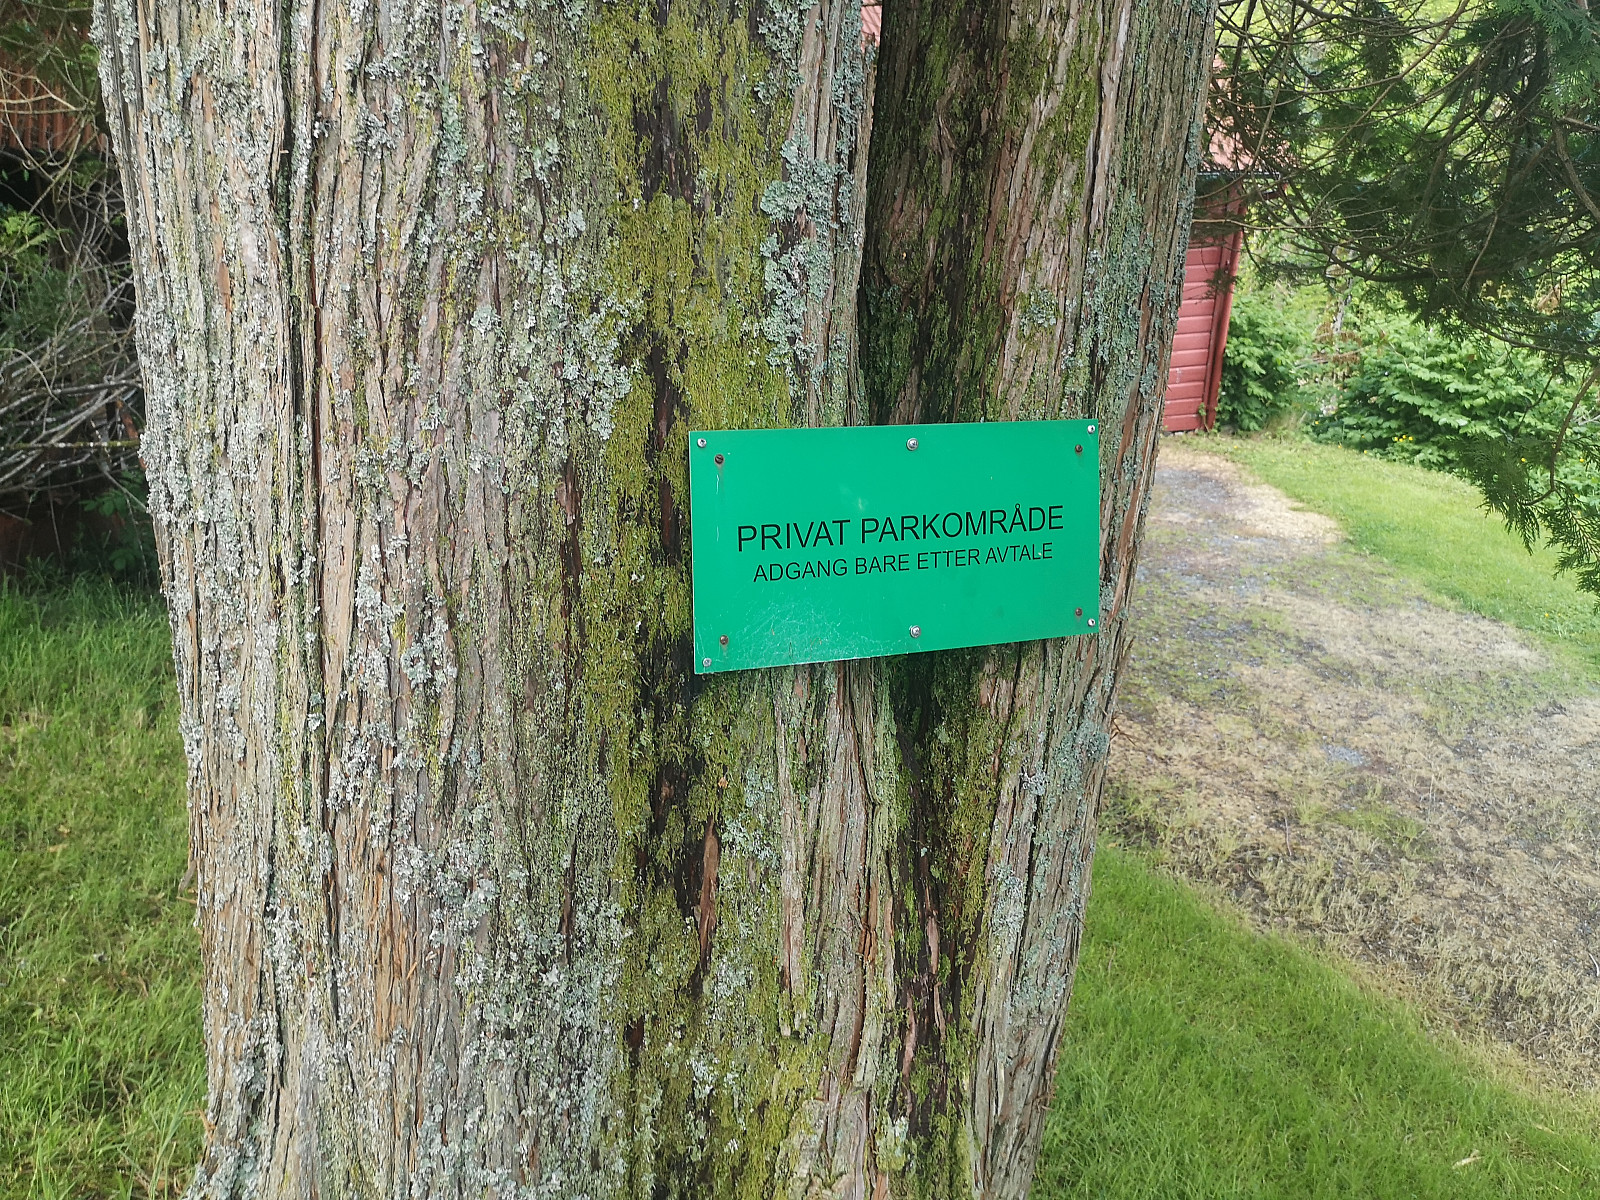 PRIVAT PARKOMRÅDE
ADGANG BARE ETTER AVTALE